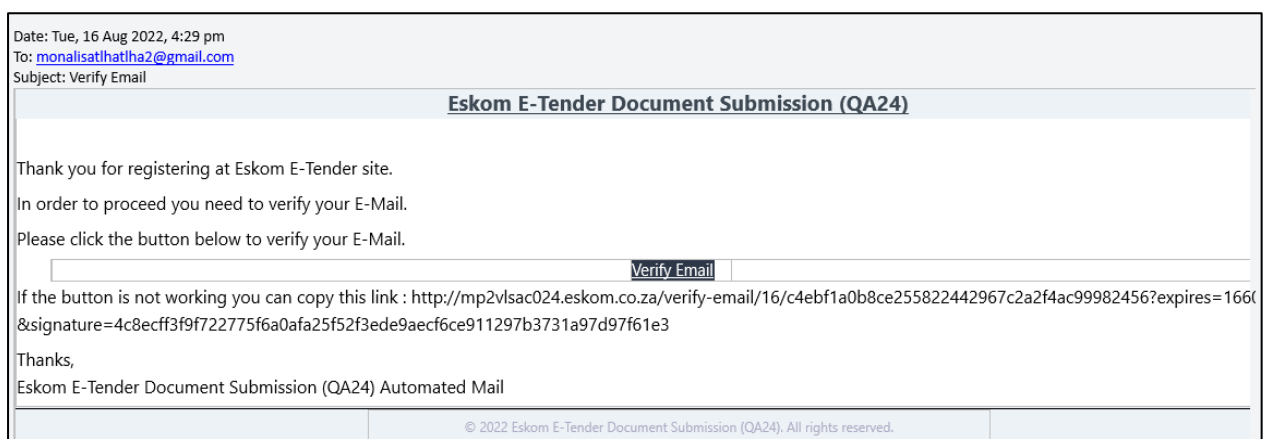 Date: Tue, 16 Aug 2022, 4:29 pm
To: monalisatlhatlha2@gmail.com
Subject: Verify Email
Eskom E-Tender Document Submission (QA24)
Thank you for registering at Eskom E-Tender site.
In order to proceed you need to verify your E-Mail.
Please click the button below to verify your E-Mail.
Verify Email
If the button is not working you can copy this link : http://mp2vlsac024.eskom.co.za/verify-email/16/c4ebf1a0b8ce255822442967c2a2f4ac99982456?expires=1660
&signature=4c8ecff3f9f722775f6a0afa25f52f3ede9aecf6ce911297b3731a97d97f61e3
Thanks,
Eskom E-Tender Document Submission (QA24) Automated Mail
© 2022 Eskom E-Tender Document Submission (QA24). All rights reserved.